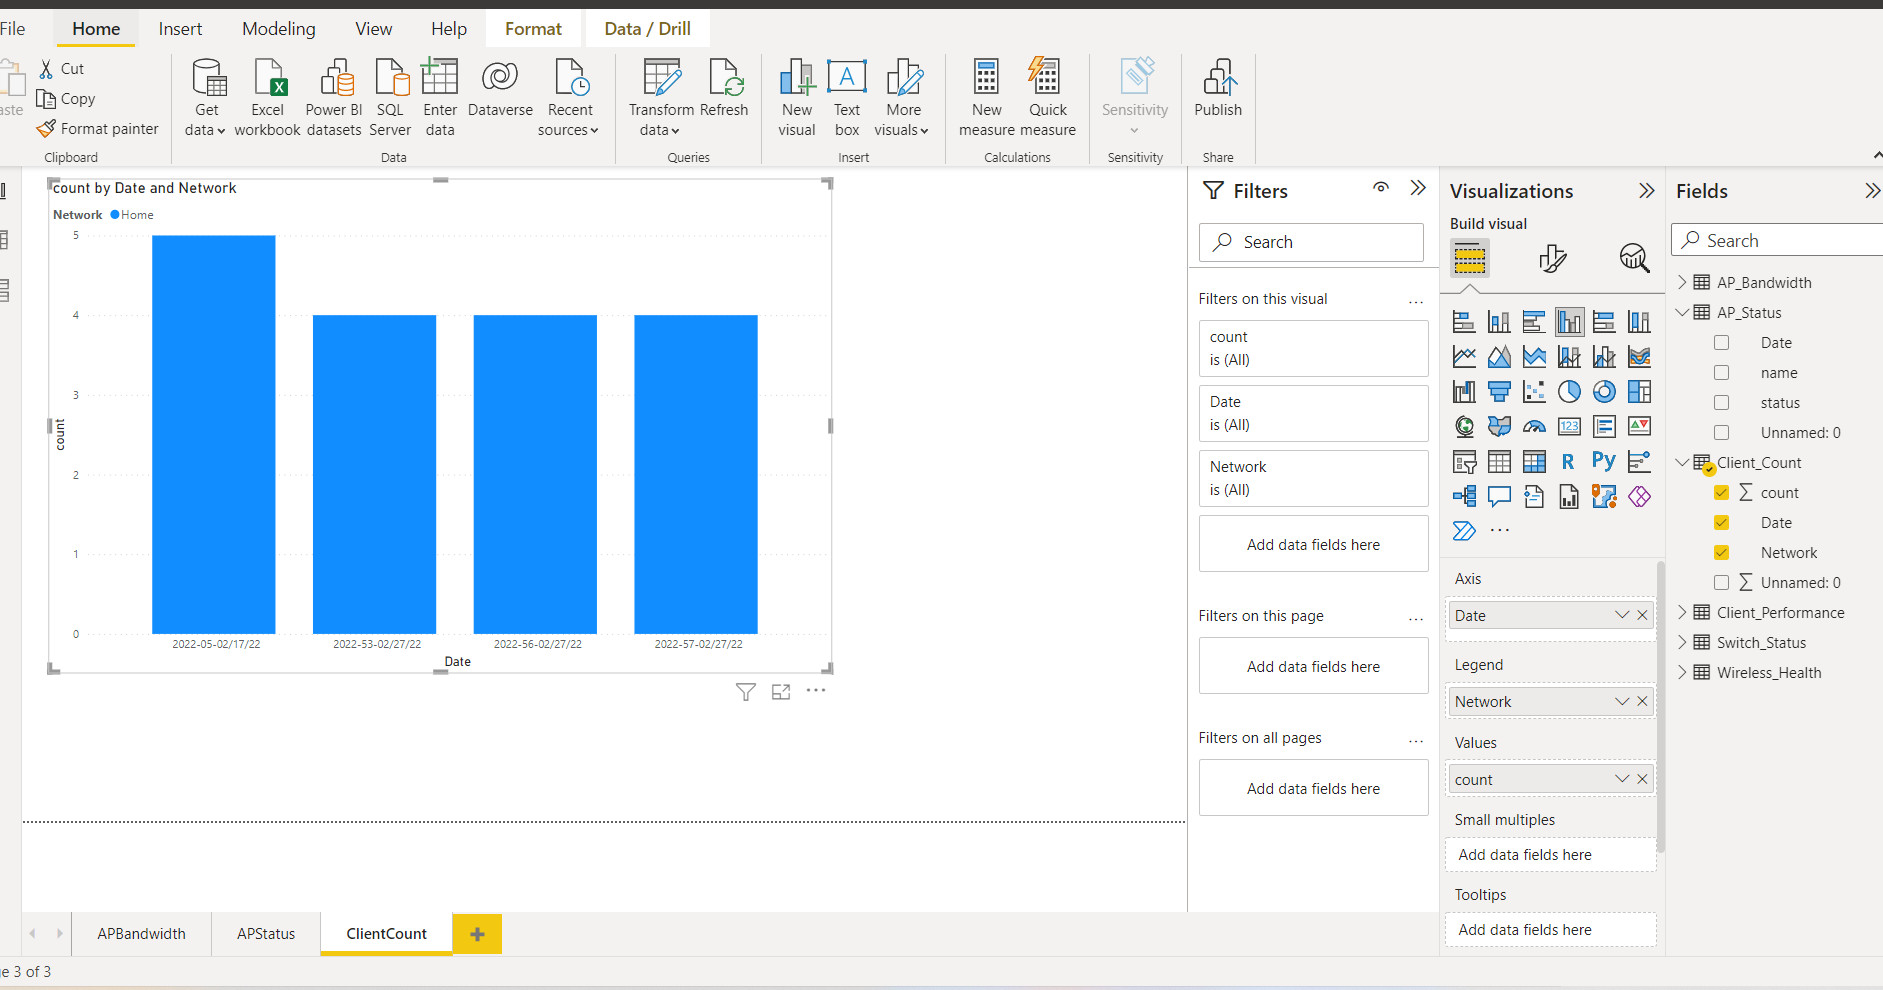 File
Home
Insert
Modeling
View
Help
Format
Data / Drill
aste
Cut
Copy
Format painter
Clipboard
Get
data
Excel
workbook
Power BI
datasets
SQL
Server
Enter
data
Dataverse
Recent
sources
Data
Transform
data
Refresh
Queries
New
visual
Text
box
More
visuals
Insert
New
measure
Quick
measure
Calculations
Sensitivity
Sensitivity
Publish
Share
count by Date and Network
Network Home
5
4
3
2
1
0
count
2022-05-02/17/22
2022-53-02/27/22
2022-56-02/27/22
2022-57-02/27/22
Date
Filters
Search
Filters on this visual
...
count
is (All)
Date
is (All)
Network
is (All)
Add data fields here
Filters on this page
...
Add data fields here
Filters on all pages
...
Add data fields here
Visualizations
Build visual
123
R
Py
...
Axis
Date
Legend
Network
Values
count
Small multiples
Add data fields here
Tooltips
Add data fields here
Fields
Search
AP_Bandwidth
AP_Status
Date
name
status
Unnamed: 0
Client_Count
∑ count
Date
Network
∑ Unnamed: 0
Client_Performance
Switch_Status
Wireless_Health
APBandwidth
APStatus
ClientCount
+
e 3 of 3